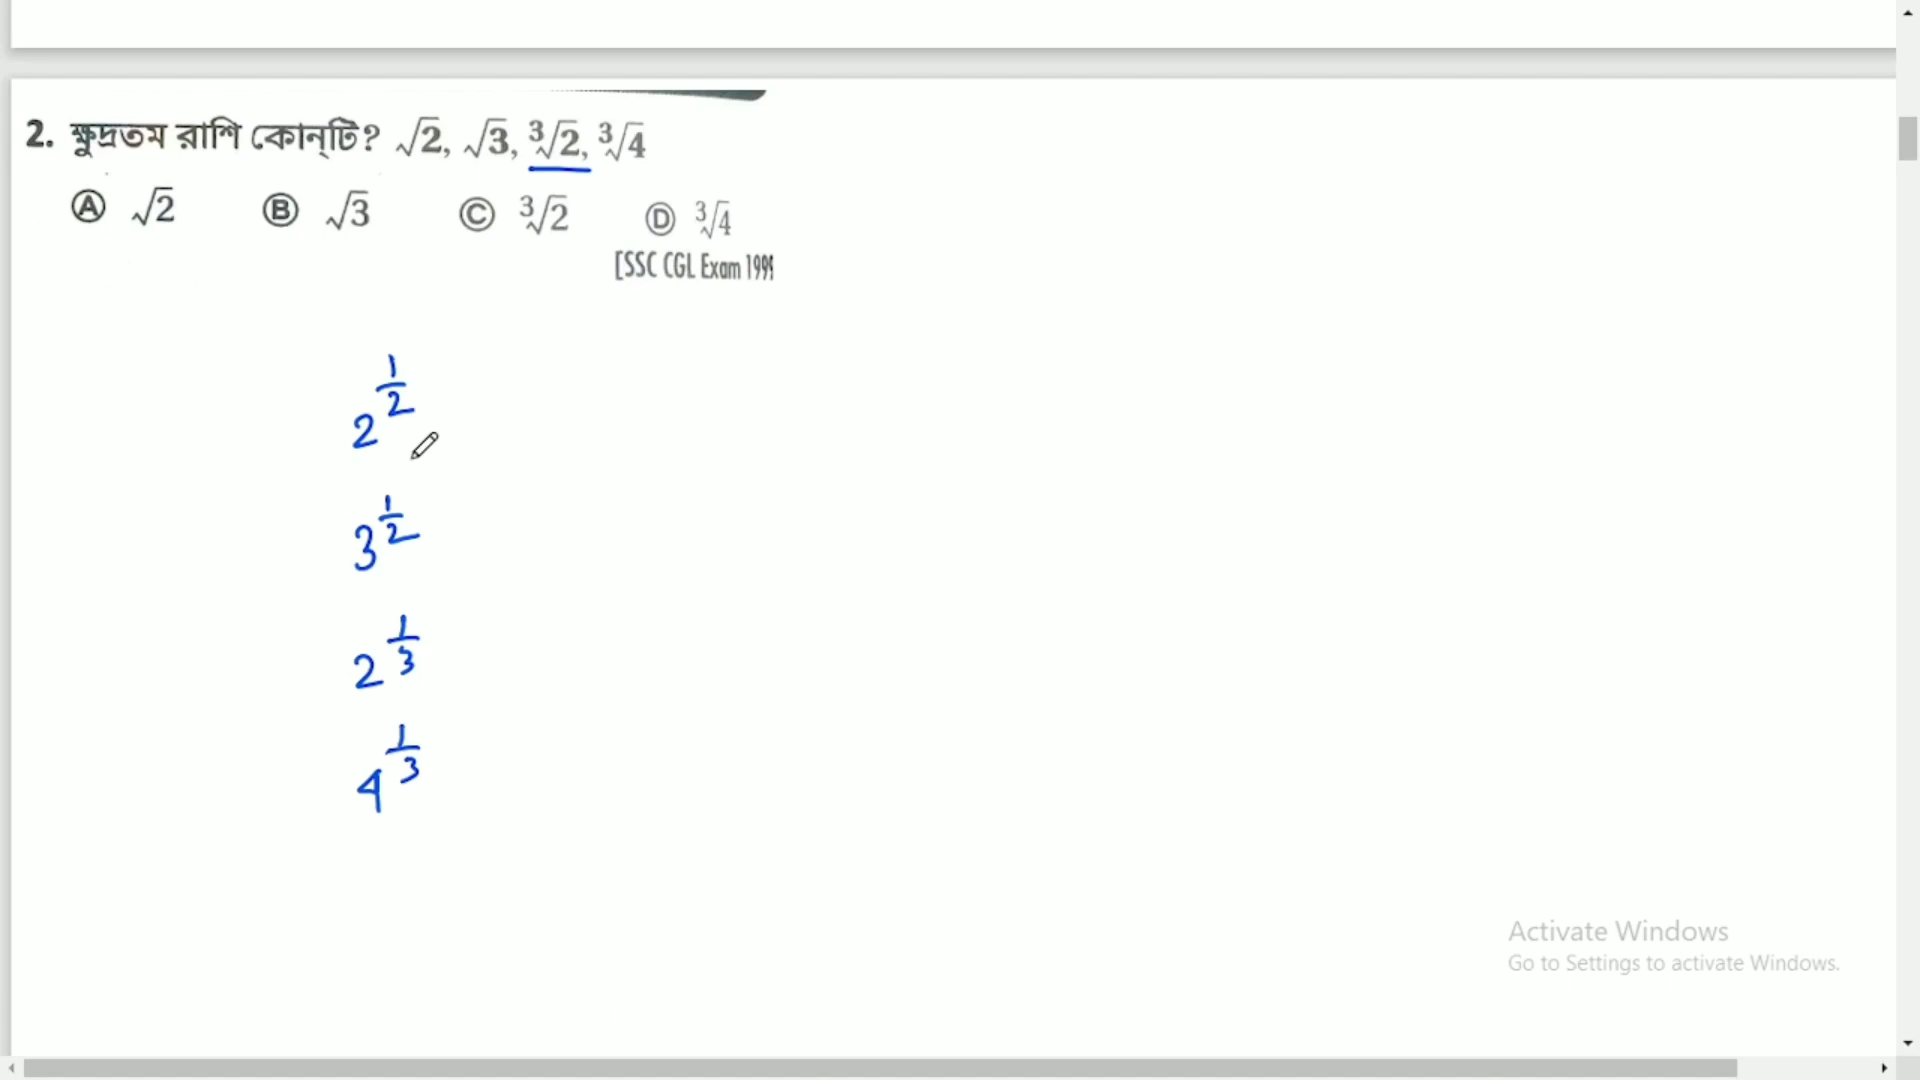 2. ক্ষুদ্রতম রাশি কোন্‌টি? √2, √3, ∛2, ∛4
Ⓐ √2 Ⓑ √3 Ⓒ ∛2 Ⓓ ∛4
[SSC CGL Exam 1999
2^(1/2)
3^(1/2)
2^(1/3)
4^(1/3)
Activate Windows
Go to Settings to activate Windows.